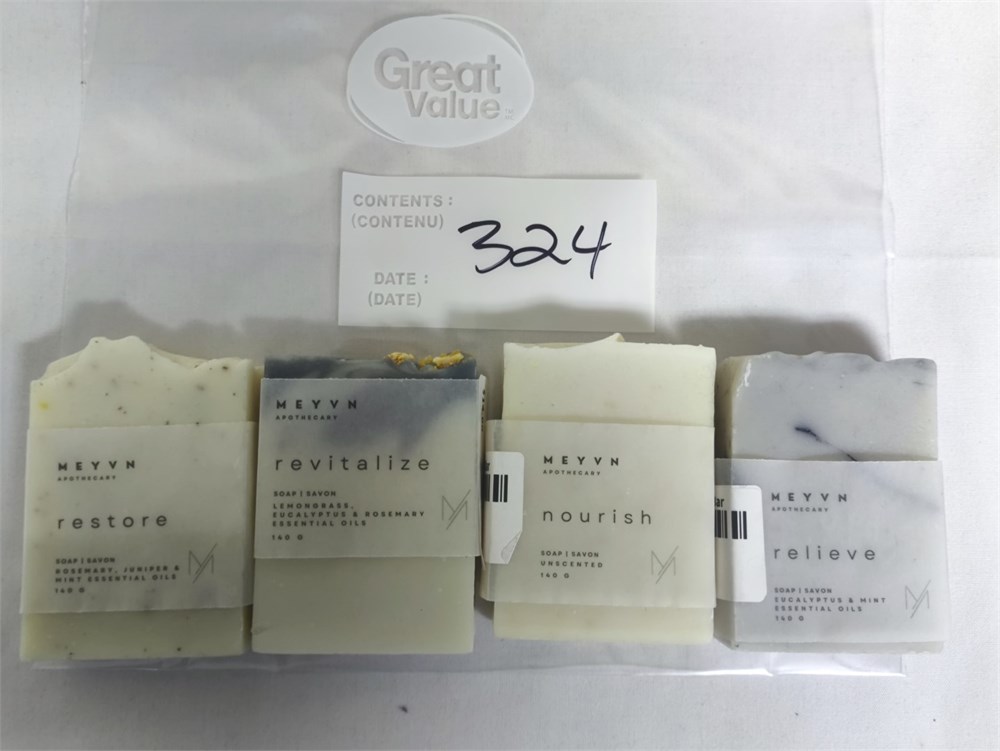 Great
Value
CONTENTS :
(CONTENU)
324
DATE :
(DATE)
MEYVN
APOTHECARY
restore
SOAP | SAVON
ROSEMARY, JUNIPER &
MINT ESSENTIAL OILS
140 G
MEYVN
APOTHECARY
revitalize
SOAP | SAVON
LEMONGRASS,
EUCALYPTUS & ROSEMARY
ESSENTIAL OILS
140 G
MEYVN
APOTHECARY
nourish
SOAP | SAVON
UNSCENTED
140 G
MEYVN
APOTHECARY
relieve
SOAP | SAVON
EUCALYPTUS & MINT
ESSENTIAL OILS
140 G